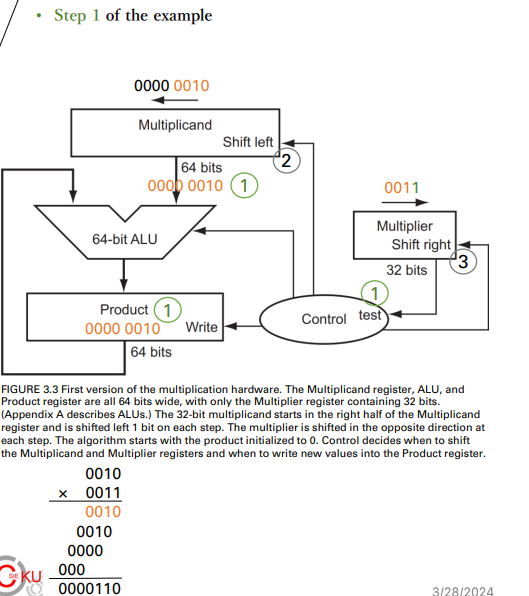 • Step 1 of the example
0000 0010
Multiplicand
Shift left
2
64 bits
0000 0010 1
0011
Multiplier
Shift right
3
32 bits
64-bit ALU
1
Product 1
0000 0010
Write
Control test
64 bits
FIGURE 3.3 First version of the multiplication hardware. The Multiplicand register, ALU, and
Product register are all 64 bits wide, with only the Multiplier register containing 32 bits.
(Appendix A describes ALUs.) The 32-bit multiplicand starts in the right half of the Multiplicand
register and is shifted left 1 bit on each step. The multiplier is shifted in the opposite direction at
each step. The algorithm starts with the product initialized to 0. Control decides when to shift
the Multiplicand and Multiplier registers and when to write new values into the Product register.
0010
x 0011
0010
0010
0000
000
0000110
KU
3/28/2024